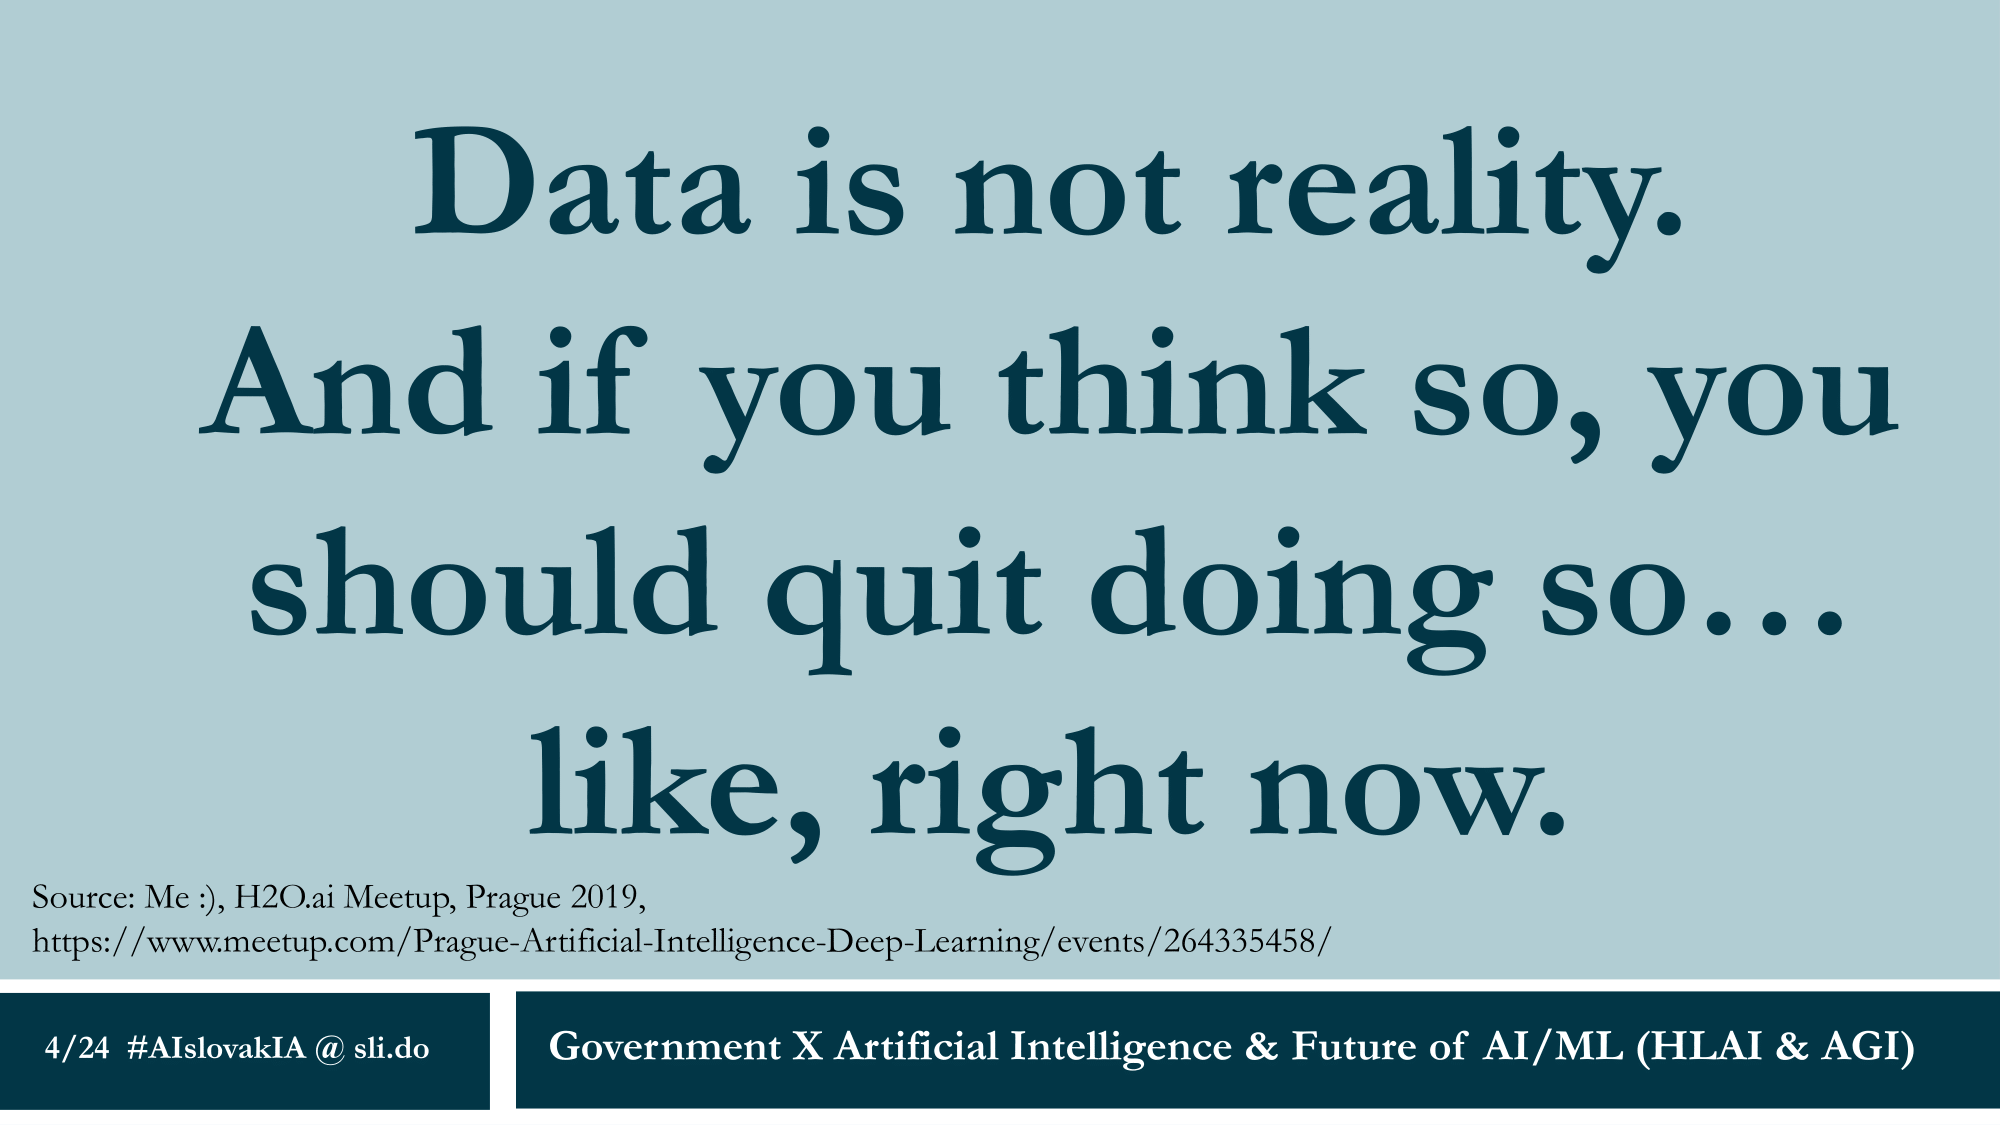 Data is not reality.
And if you think so, you
should quit doing so…
like, right now.
Source: Me :), H2O.ai Meetup, Prague 2019,
https://www.meetup.com/Prague-Artificial-Intelligence-Deep-Learning/events/264335458/
4/24 #AIslovakIA @ sli.do
Government X Artificial Intelligence & Future of AI/ML (HLAI & AGI)